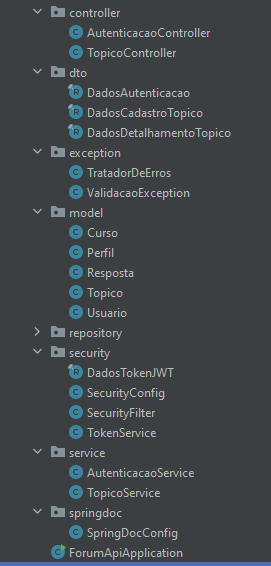 controller
AutenticacaoController
TopicoController
dto
DadosAutenticacao
DadosCadastroTopico
DadosDetalhamentoTopico
exception
TratadorDeErros
ValidacaoException
model
Curso
Perfil
Resposta
Topico
Usuario
repository
security
DadosTokenJWT
SecurityConfig
SecurityFilter
TokenService
service
AutenticacaoService
TopicoService
springdoc
SpringDocConfig
ForumApiApplication